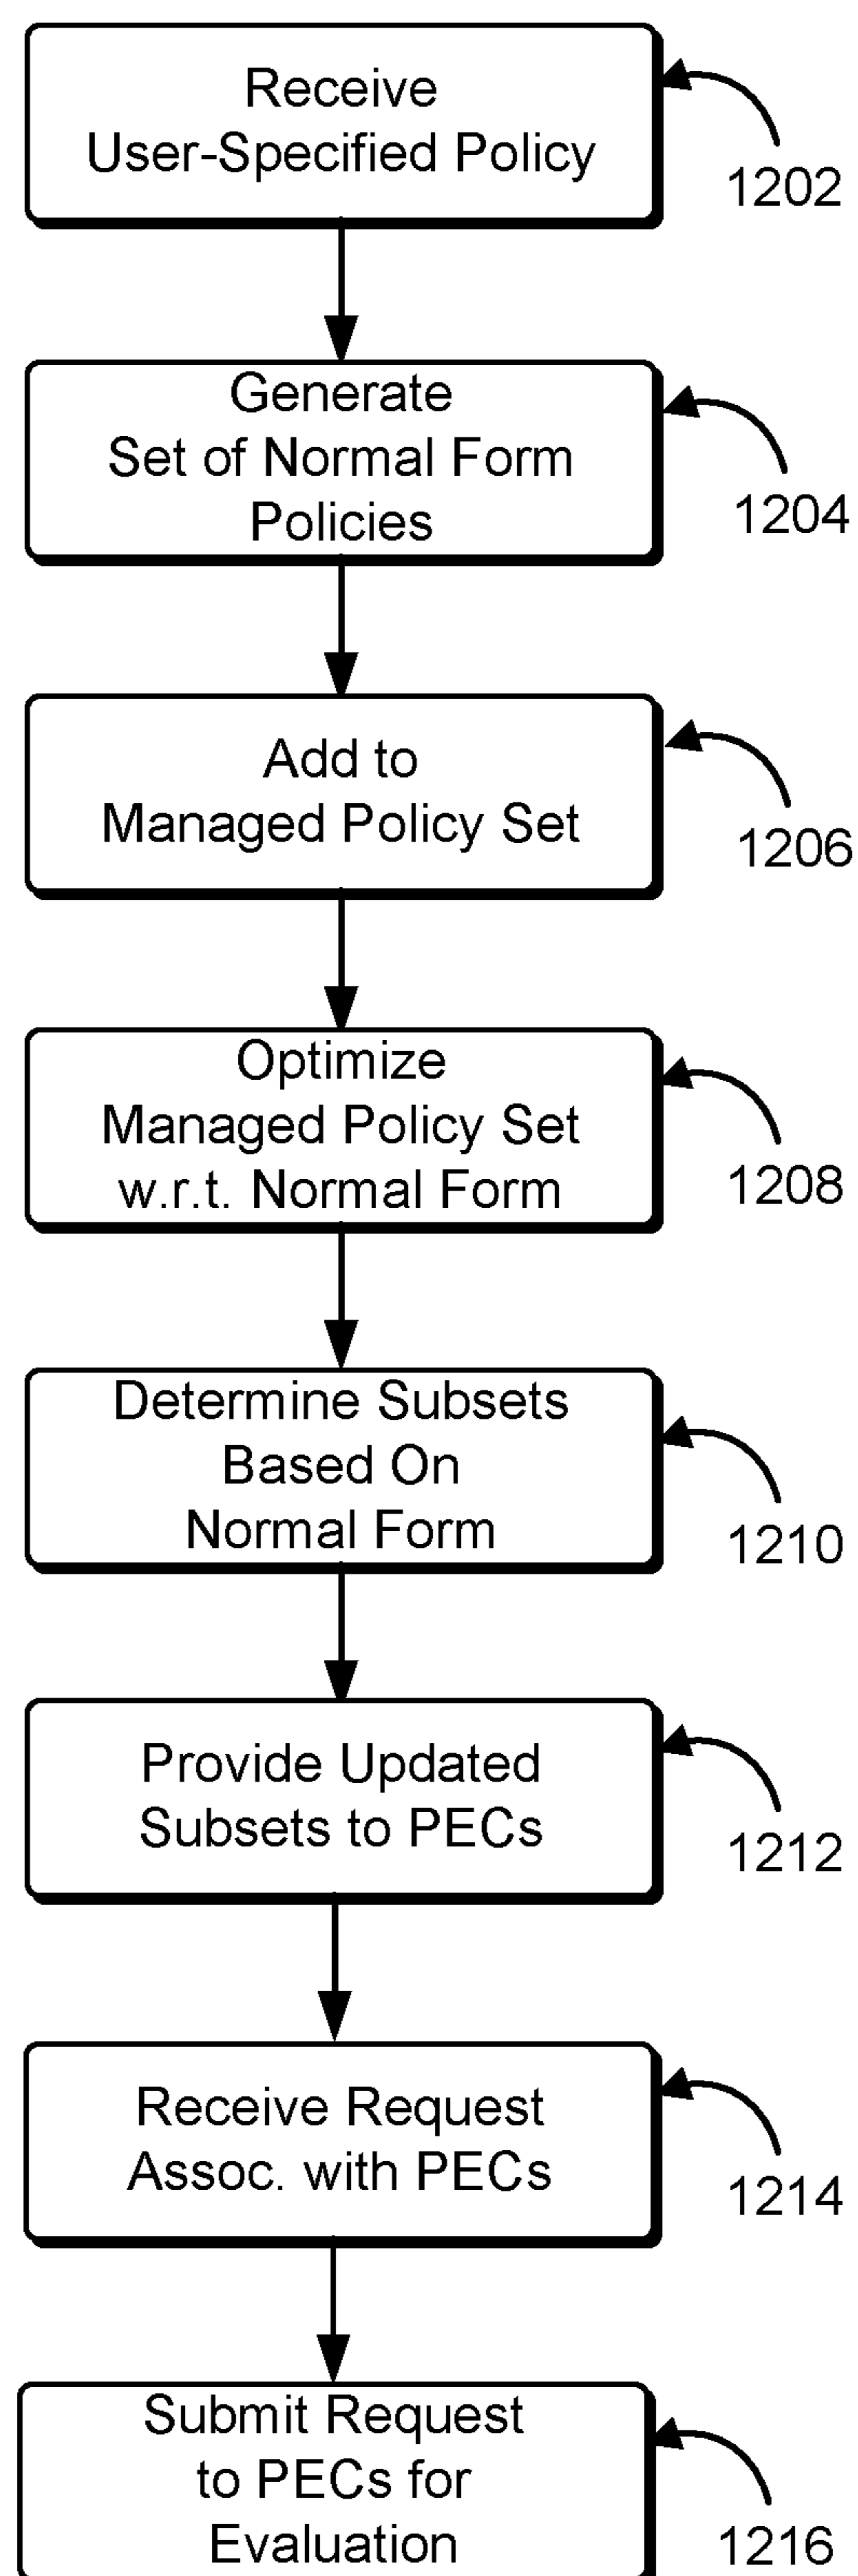 Receive
User-Specified Policy
1202
Generate
Set of Normal Form
Policies
1204
Add to
Managed Policy Set
1206
Optimize
Managed Policy Set
w.r.t. Normal Form
1208
Determine Subsets
Based On
Normal Form
1210
Provide Updated
Subsets to PECs
1212
Receive Request
Assoc. with PECs
1214
Submit Request
to PECs for
Evaluation
1216